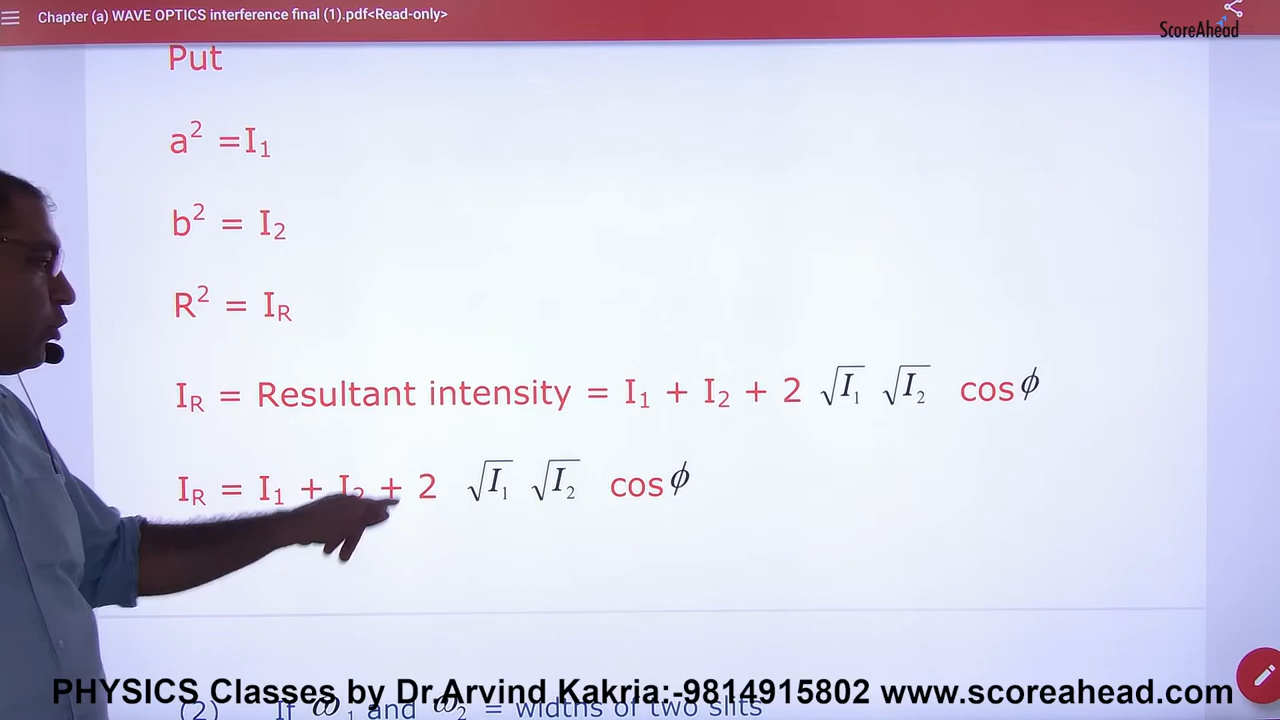 Chapter (a) WAVE OPTICS interference final (1).pdf<Read-only>
ScoreAhead
Put
a² =I₁
b² = I₂
R² = I_R
I_R = Resultant intensity = I₁ + I₂ + 2 √I₁ √I₂ cosϕ
I_R = I₁ + I₂ + 2 √I₁ √I₂ cosϕ
PHYSICS Classes by Dr.Arvind Kakria:-9814915802 www.scoreahead.com
(2) If ω₁ and ω₂ = widths of two slits